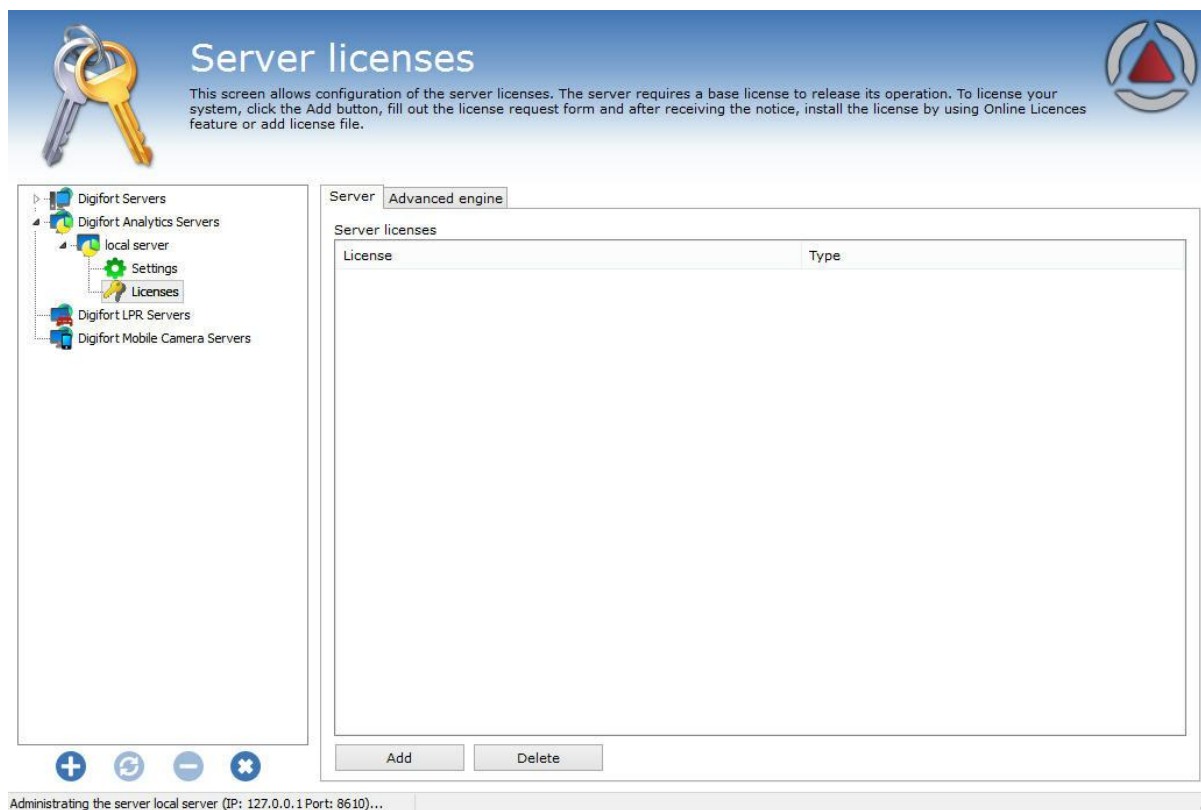 Server licenses
This screen allows configuration of the server licenses. The server requires a base license to release its operation. To license your
system, click the Add button, fill out the license request form and after receiving the notice, install the license by using Online Licences
feature or add license file.
Digifort Servers
Digifort Analytics Servers
local server
Settings
Licenses
Digifort LPR Servers
Digifort Mobile Camera Servers
Server Advanced engine
Server licenses
License Type
Add Delete
Administrating the server local server (IP: 127.0.0.1 Port: 8610)...